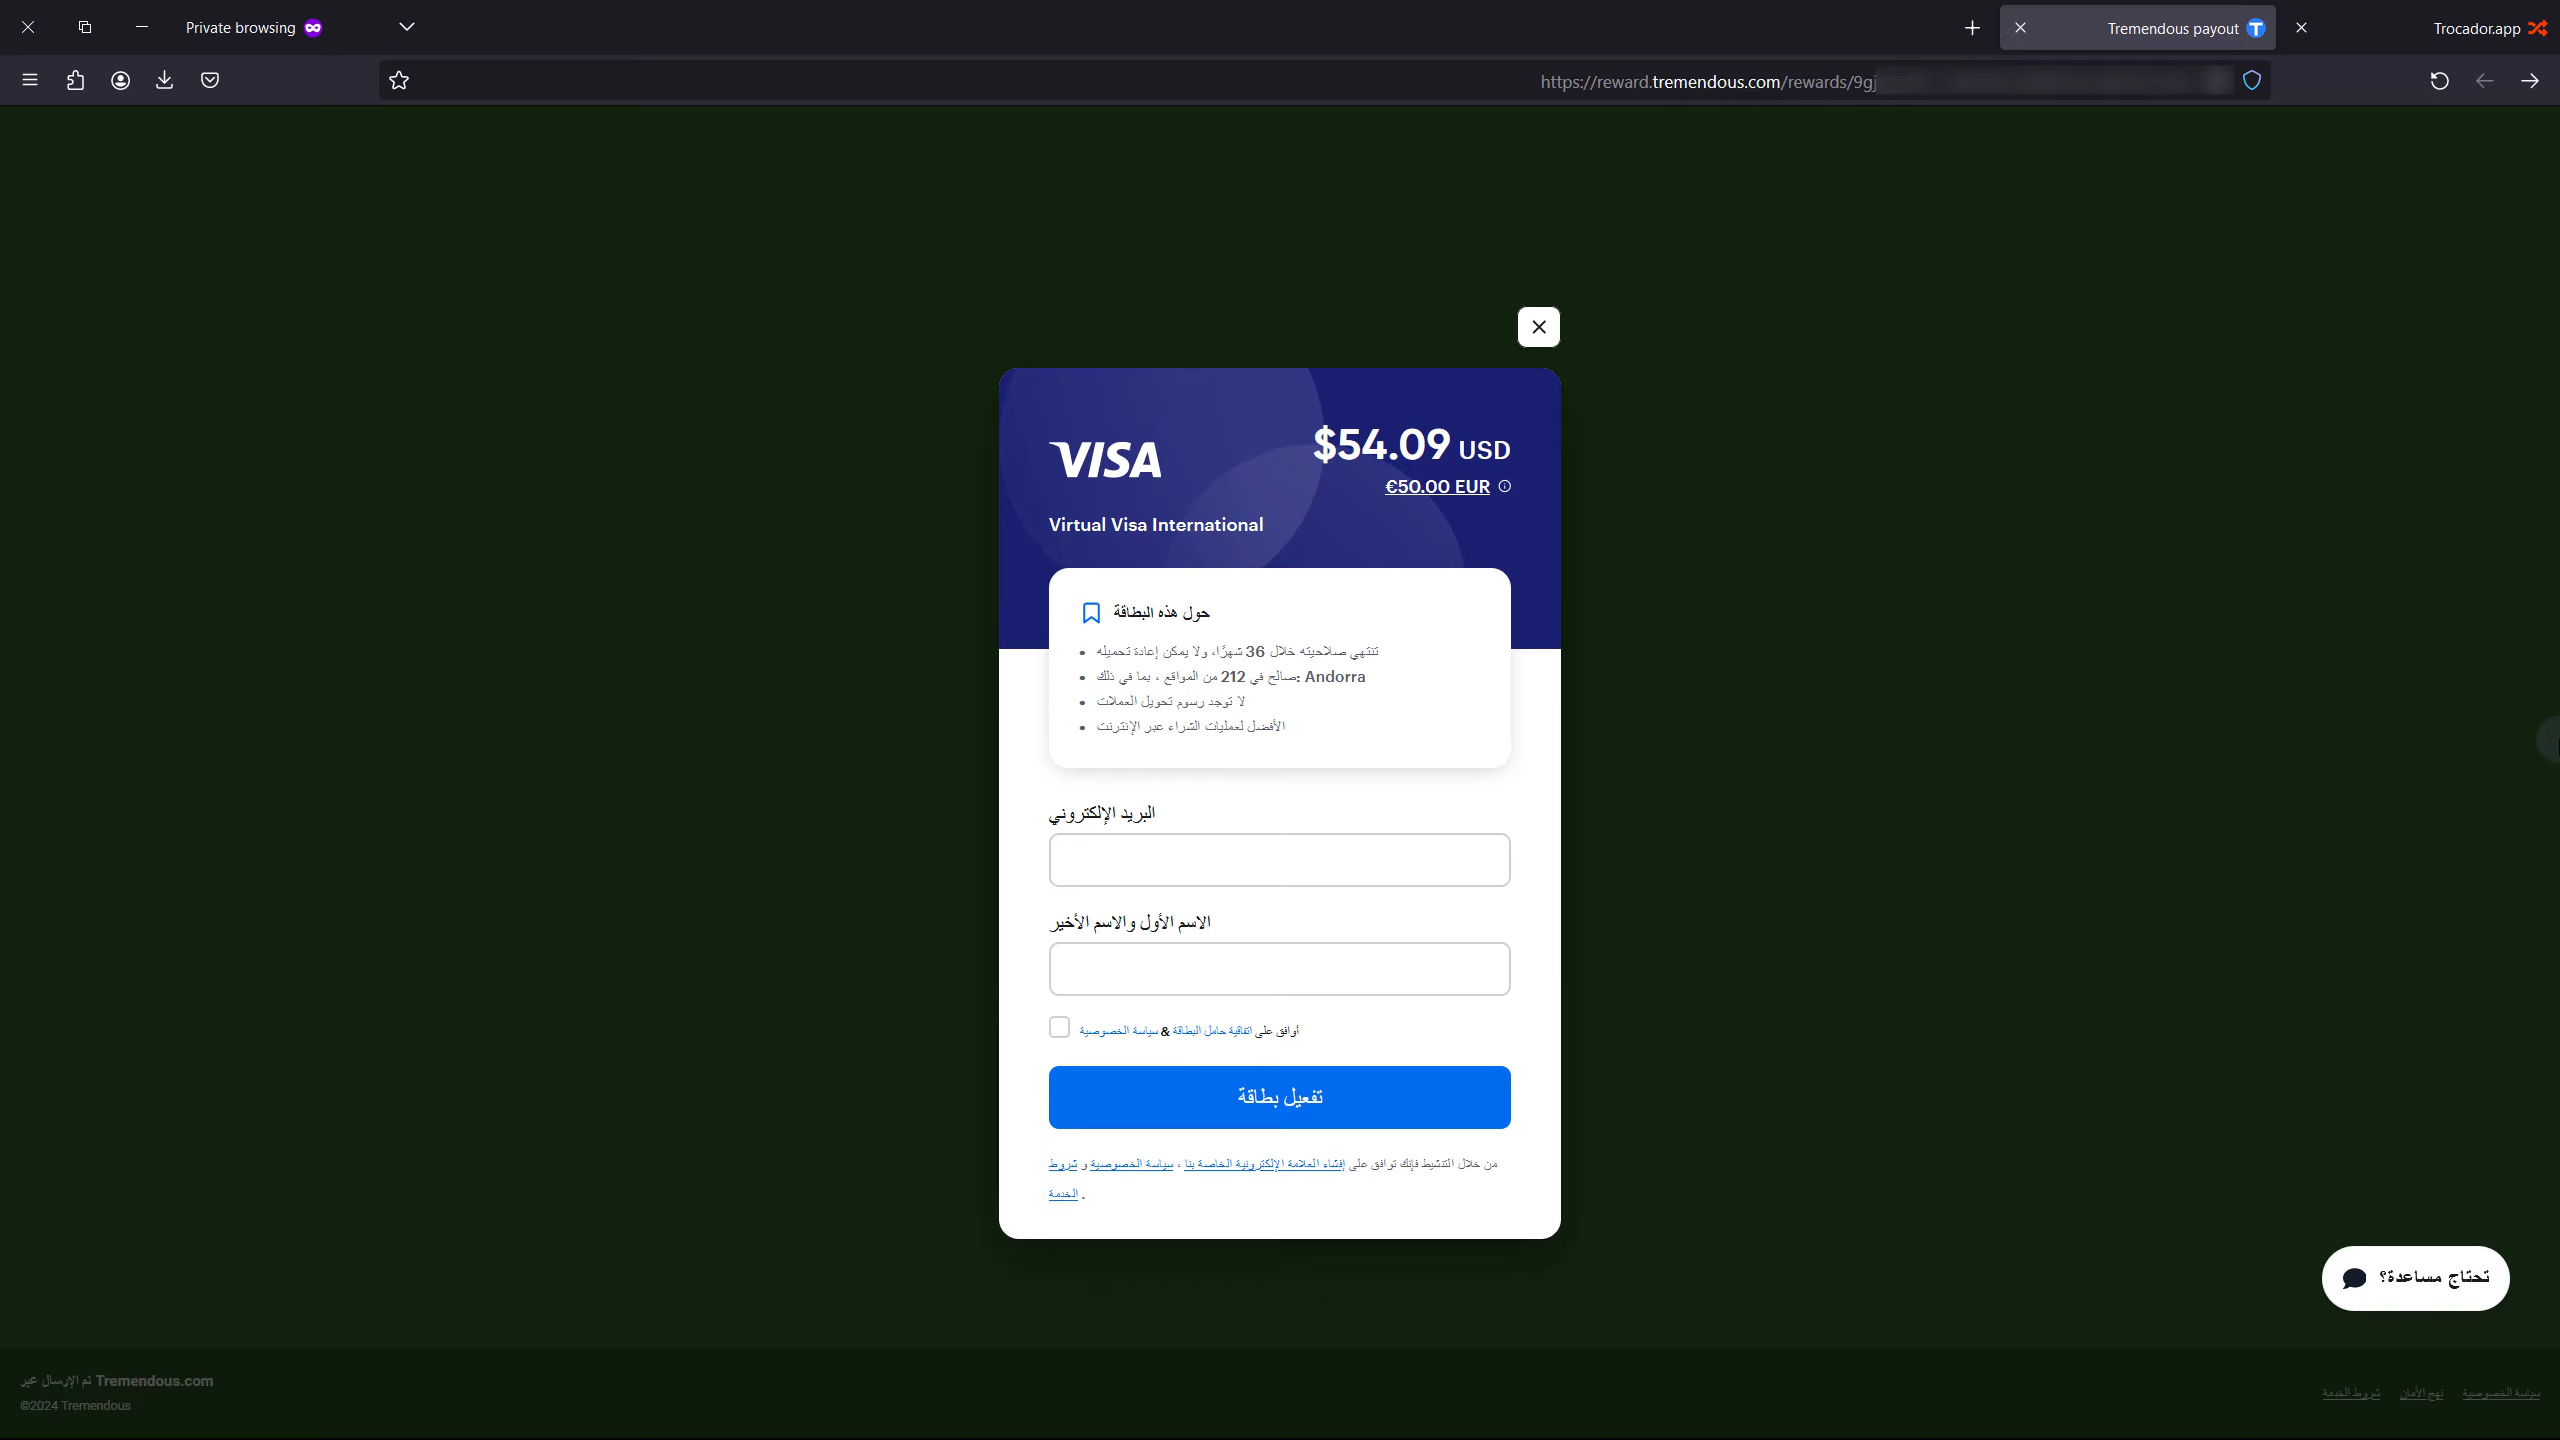 Private browsing
Tremendous payout
Trocador.app
https://reward.tremendous.com/rewards/9gj
VISA
$54.09 USD
€50.00 EUR
Virtual Visa International
حول هذه البطاقة
تنتهي صلاحيته خلال 36 شهرًا، ولا يمكن إعادة تحميله
صالح في 212 من المواقع ، بما في ذلك: Andorra
لا توجد رسوم تحويل العملات
الأفضل لعمليات الشراء عبر الإنترنت
البريد الإلكتروني
الاسم الأول والاسم الأخير
أوافق على اتفاقية حامل البطاقة & سياسة الخصوصية
تفعيل بطاقة
من خلال التنشيط فإنك توافق على إفشاء العلامة الإلكترونية الخاصة بنا ، سياسة الخصوصية و شروط
الخدمة .
تحتاج مساعدة؟
تم الإرسال عبر Tremendous.com
©2024 Tremendous
سياسة الخصوصية
نهج الأمان
شروط الخدمة